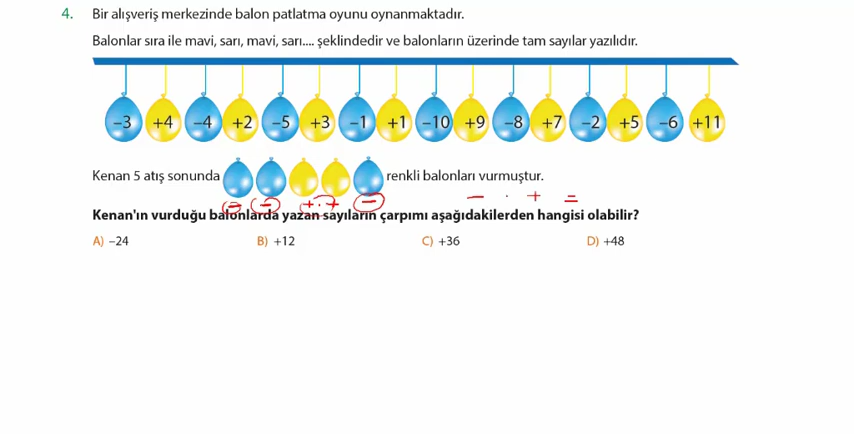 4. Bir alışveriş merkezinde balon patlatma oyunu oynanmaktadır.
Balonlar sıra ile mavi, sarı, mavi, sarı.... şeklindedir ve balonların üzerinde tam sayılar yazılıdır.
–3 +4 –4 +2 –5 +3 –1 +1 –10 +9 –8 +7 –2 +5 –6 +11
Kenan 5 atış sonunda renkli balonları vurmuştur.
– · + =
Kenan'ın vurduğu balonlarda yazan sayıların çarpımı aşağıdakilerden hangisi olabilir?
A) –24 B) +12 C) +36 D) +48